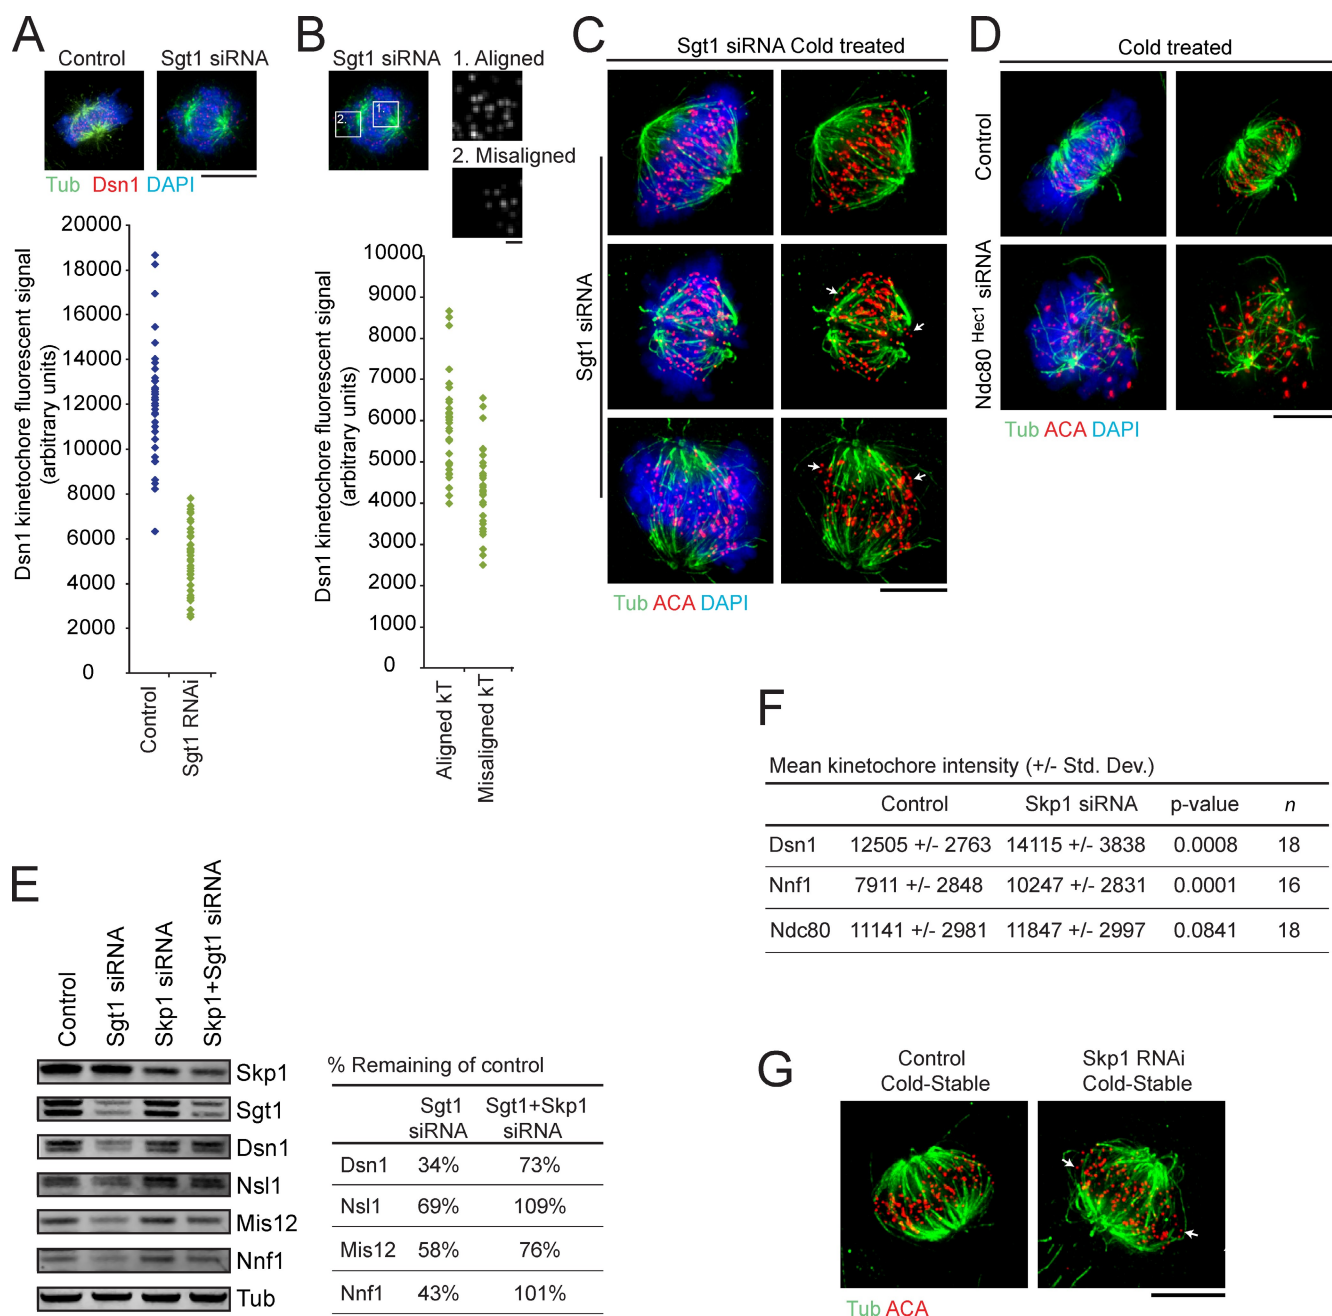 A
Control
Sgt1 siRNA
Tub Dsn1 DAPI
Dsn1 kinetochore fluorescent signal
(arbitrary units)
20000
18000
16000
14000
12000
10000
8000
6000
4000
2000
0
Control
Sgt1 RNAi
B
Sgt1 siRNA
1. Aligned
2. Misaligned
1.
2.
Dsn1 kinetochore fluorescent signal
(arbitrary units)
10000
9000
8000
7000
6000
5000
4000
3000
2000
1000
0
Aligned kT
Misaligned kT
C
Sgt1 siRNA Cold treated
Sgt1 siRNA
Tub ACA DAPI
D
Cold treated
Control
Ndc80 Hec1 siRNA
Tub ACA DAPI
E
Control
Sgt1 siRNA
Skp1 siRNA
Skp1+Sgt1 siRNA
Skp1
Sgt1
Dsn1
Nsl1
Mis12
Nnf1
Tub
% Remaining of control
Sgt1 siRNA Sgt1+Skp1 siRNA
Dsn1 34% 73%
Nsl1 69% 109%
Mis12 58% 76%
Nnf1 43% 101%
F
Mean kinetochore intensity (+/- Std. Dev.)
Control Skp1 siRNA p-value n
Dsn1 12505 +/- 2763 14115 +/- 3838 0.0008 18
Nnf1 7911 +/- 2848 10247 +/- 2831 0.0001 16
Ndc80 11141 +/- 2981 11847 +/- 2997 0.0841 18
G
Control
Cold-Stable
Skp1 RNAi
Cold-Stable
Tub ACA